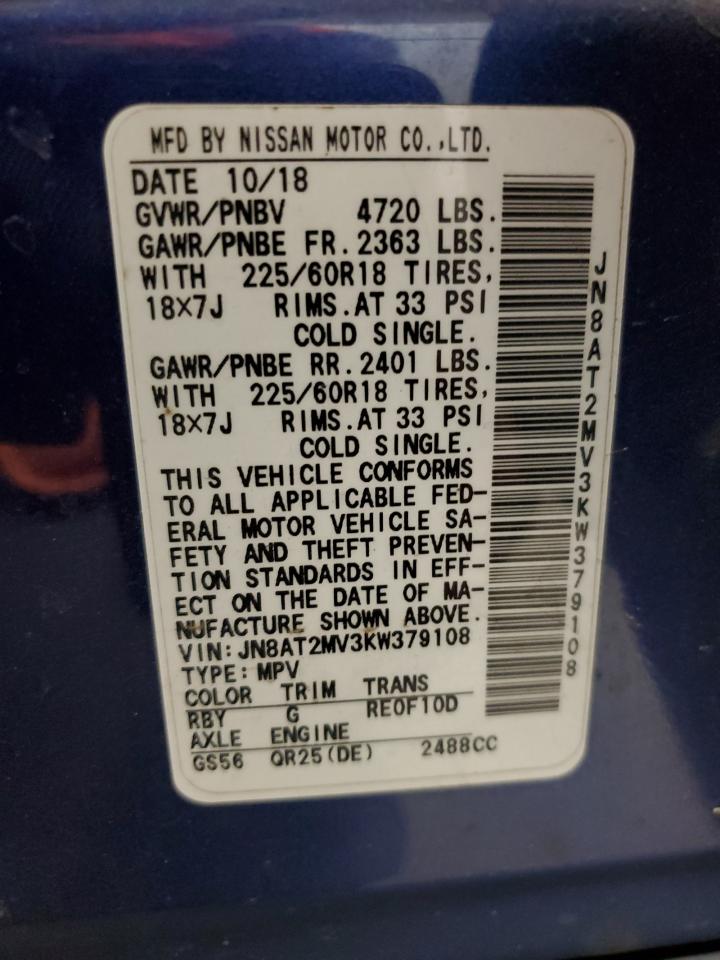 MFD BY NISSAN MOTOR CO.,LTD.
DATE 10/18
GVWR/PNBV 4720 LBS.
GAWR/PNBE FR. 2363 LBS.
WITH 225/60R18 TIRES,
18×7J RIMS.AT 33 PSI
COLD SINGLE.
GAWR/PNBE RR. 2401 LBS.
WITH 225/60R18 TIRES,
18×7J RIMS.AT 33 PSI
COLD SINGLE.
THIS VEHICLE CONFORMS
TO ALL APPLICABLE FED-
ERAL MOTOR VEHICLE SA-
FETY AND THEFT PREVEN-
TION STANDARDS IN EFF-
ECT ON THE DATE OF MA-
NUFACTURE SHOWN ABOVE.
VIN: JN8AT2MV3KW379108
TYPE: MPV
COLOR TRIM TRANS
RBY G RE0F10D
AXLE ENGINE
GS56 QR25(DE) 2488CC
JN8AT2MV3KW379108